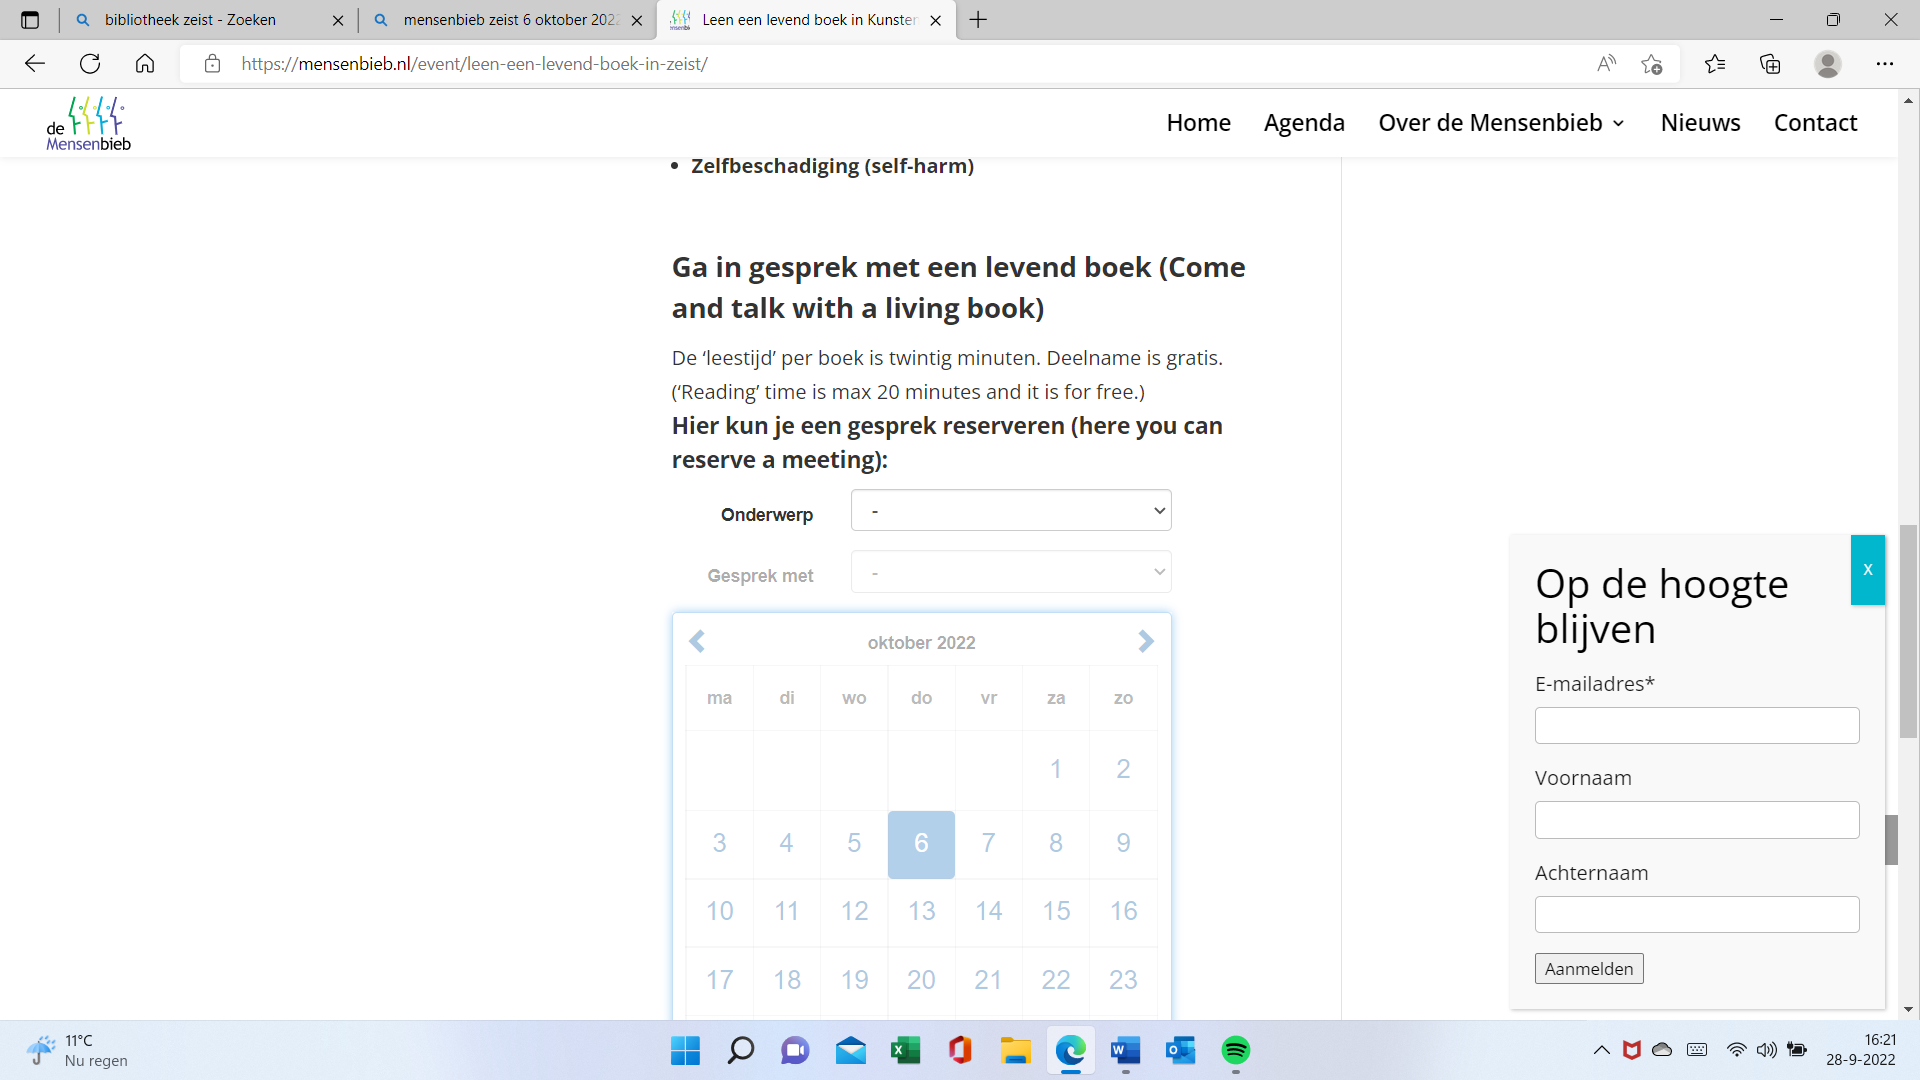 bibliotheek zeist - Zoeken
mensenbieb zeist 6 oktober 2022
Leen een levend boek in Kunsten
https://mensenbieb.nl/event/leen-een-levend-boek-in-zeist/
de
Mensenbieb
Home
Agenda
Over de Mensenbieb
Nieuws
Contact
• Zelfbeschadiging (self-harm)
Ga in gesprek met een levend boek (Come
and talk with a living book)
De ‘leestijd’ per boek is twintig minuten. Deelname is gratis.
(‘Reading’ time is max 20 minutes and it is for free.)
Hier kun je een gesprek reserveren (here you can
reserve a meeting):
Onderwerp -
Gesprek met -
oktober 2022
ma di wo do vr za zo
1 2
3 4 5 6 7 8 9
10 11 12 13 14 15 16
17 18 19 20 21 22 23
X
Op de hoogte
blijven
E-mailadres*
Voornaam
Achternaam
Aanmelden
11°C
Nu regen
16:21
28-9-2022